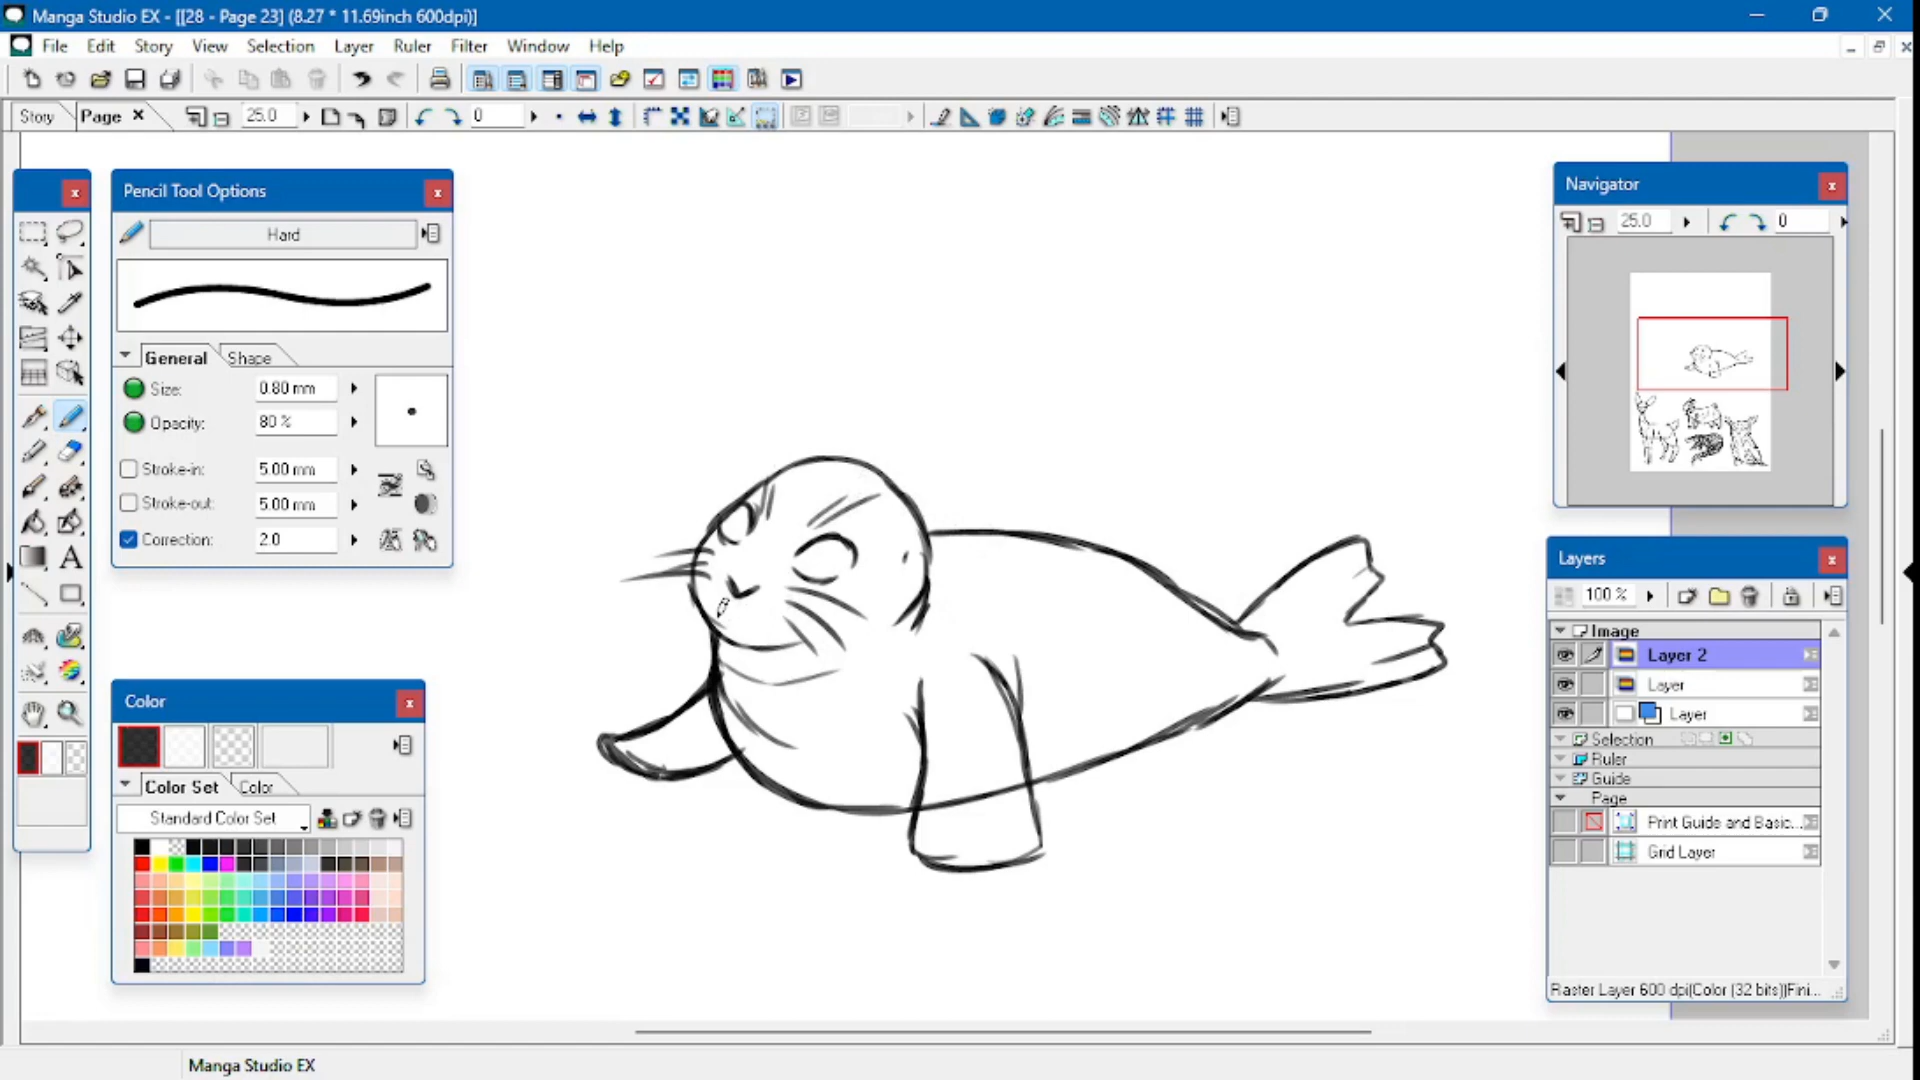 Manga Studio EX - [[28 - Page 23] (8.27 * 11.69inch 600dpi)]
File Edit Story View Selection Layer Ruler Filter Window Help
Story Page 25.0 0
Pencil Tool Options
Hard
General Shape
Size: 0.80 mm
Opacity: 80 %
Stroke-in: 5.00 mm
Stroke-out: 5.00 mm
Correction: 2.0
A
Color
Color Set Color
Standard Color Set
Navigator
25.0 0
Layers
100 %
Image
Layer 2
Layer
Layer
Selection
Ruler
Guide
Page
Print Guide and Basic...
Grid Layer
Raster Layer 600 dpi(Color (32 bits))Fini...
Manga Studio EX